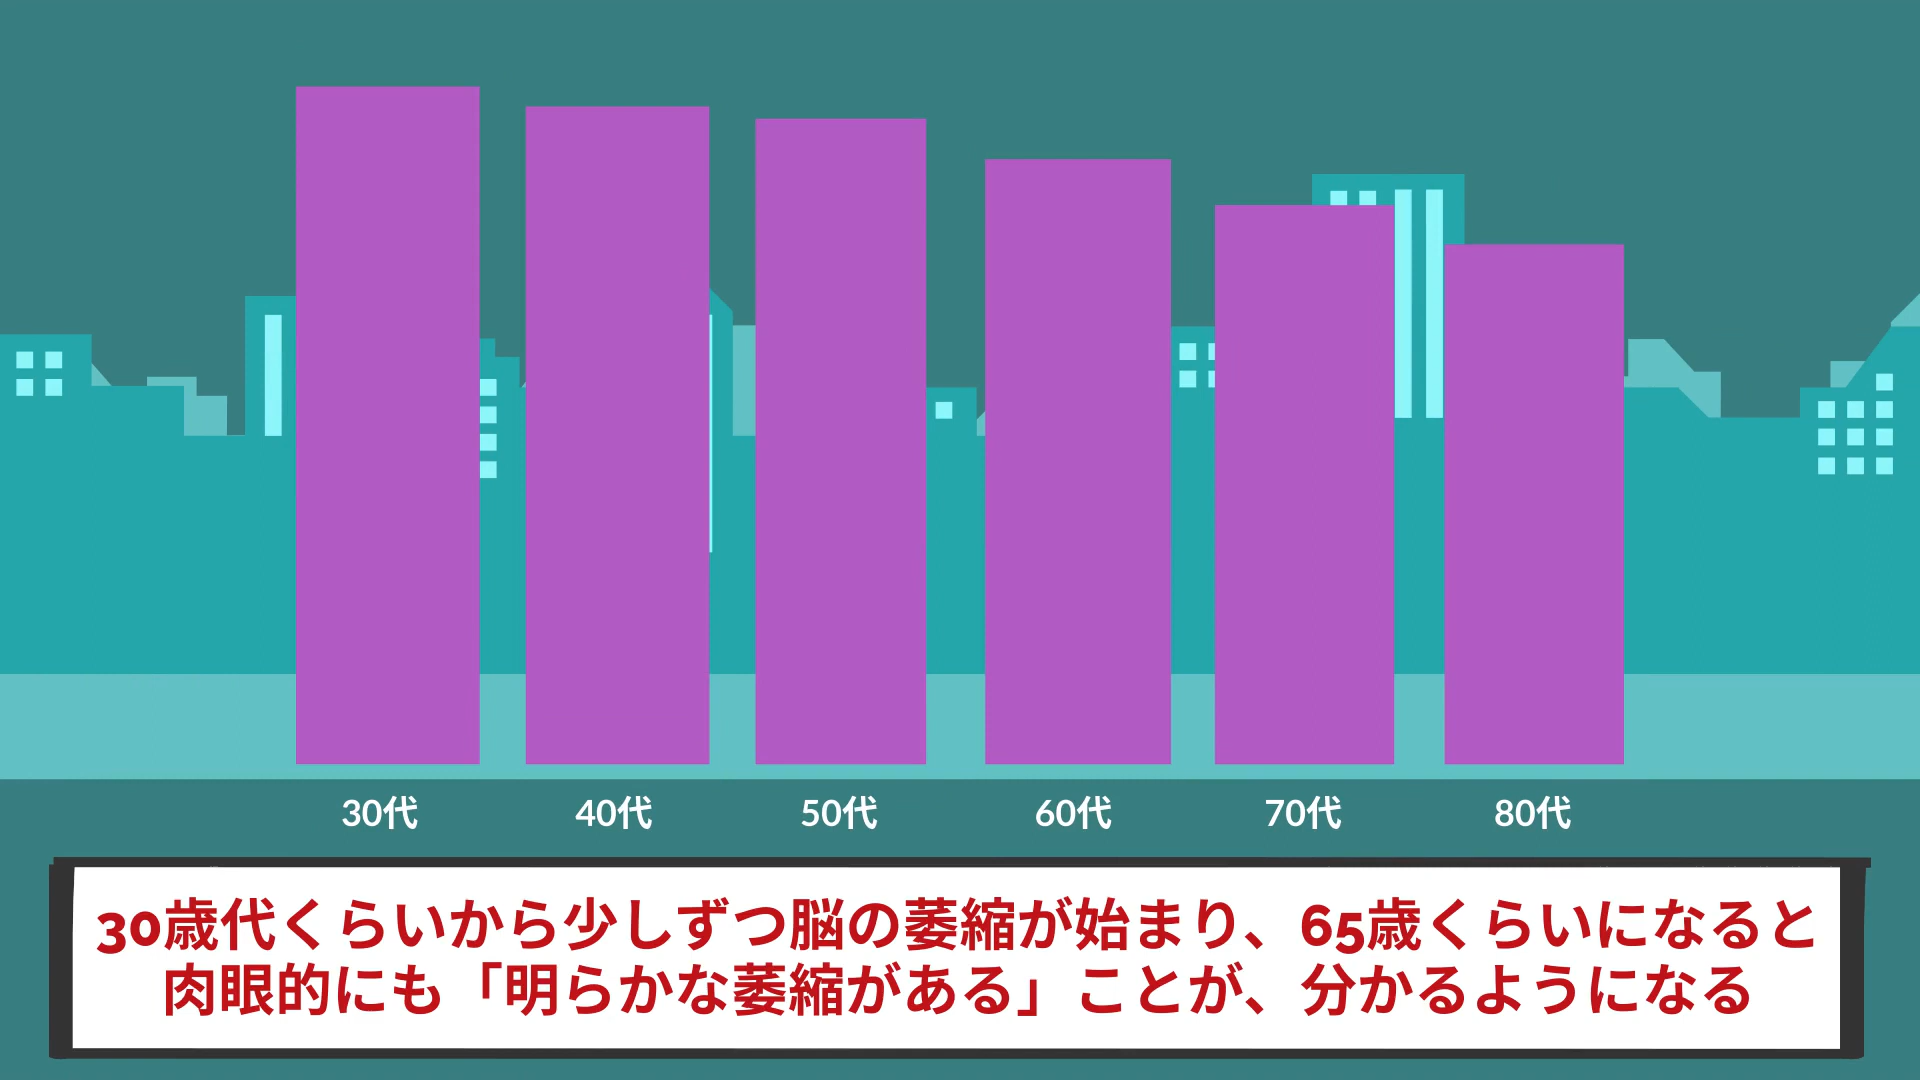 30代 40代 50代 60代 70代 80代
30歳代くらいから少しずつ脳の萎縮が始まり、65歳くらいになると
肉眼的にも「明らかな萎縮がある」ことが、分かるようになる